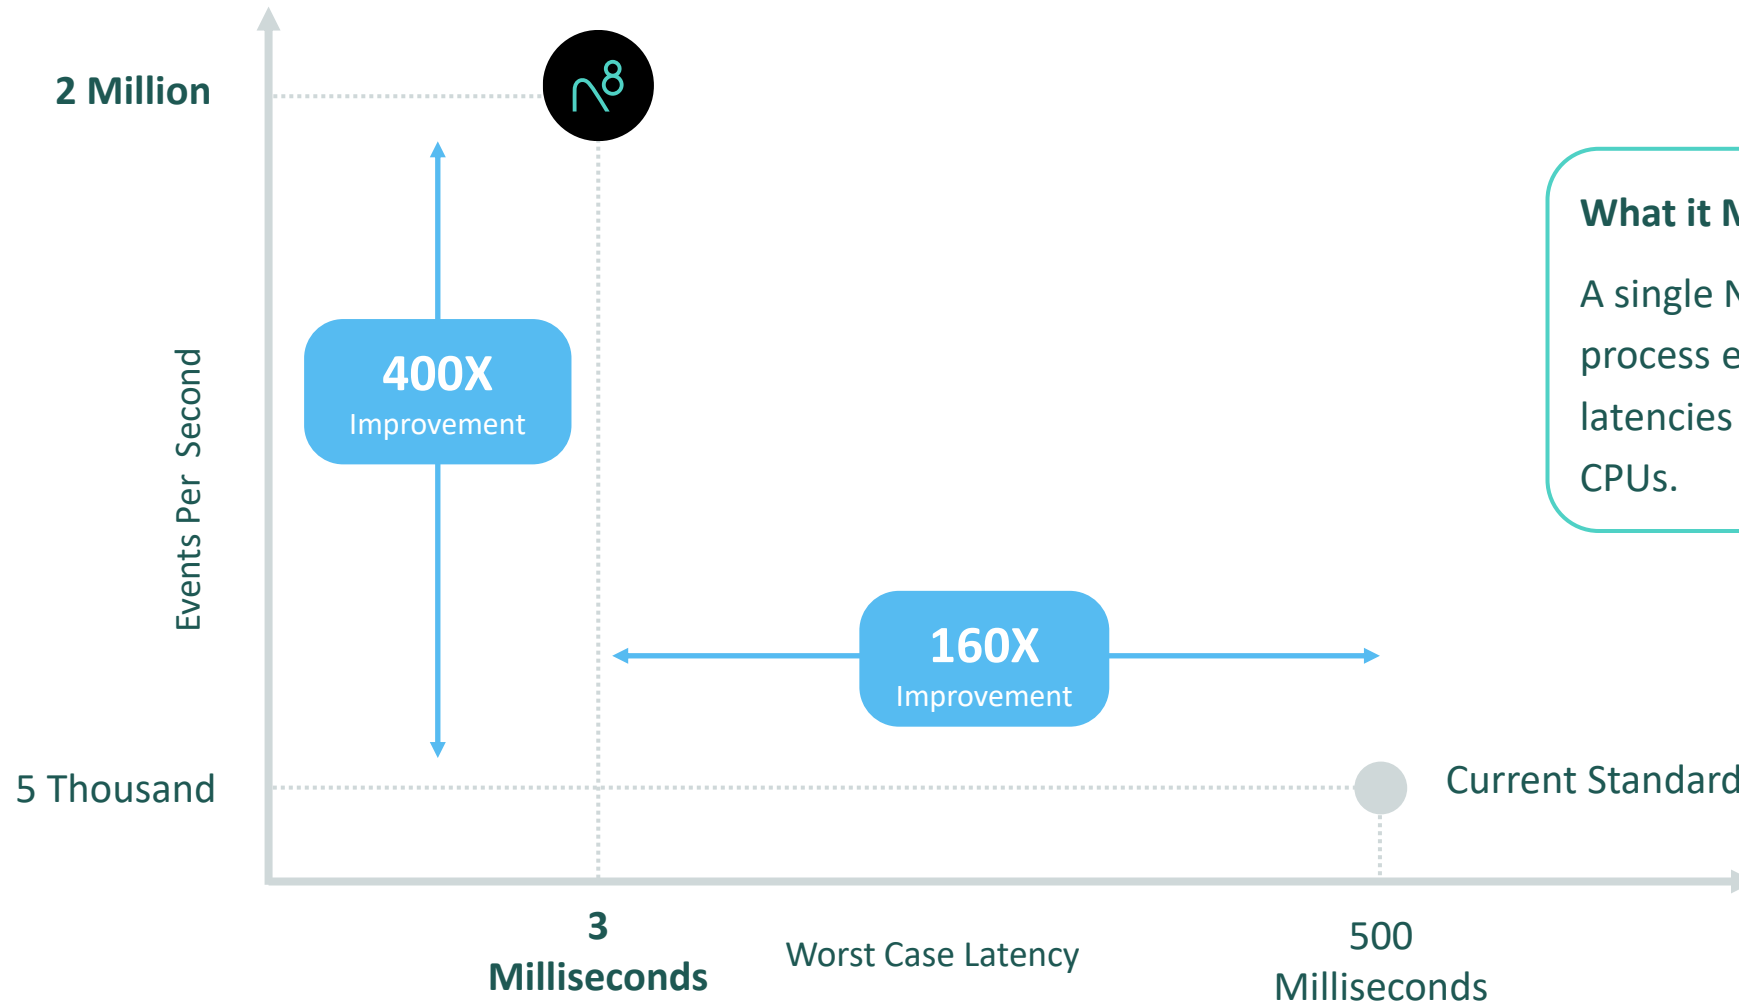 2 Million
n8
400X
Improvement
Events Per Second
What it
A single
process
latencies
CPUs.
160X
Improvement
5 Thousand
Current Standard
3
Milliseconds
Worst Case Latency
500
Milliseconds